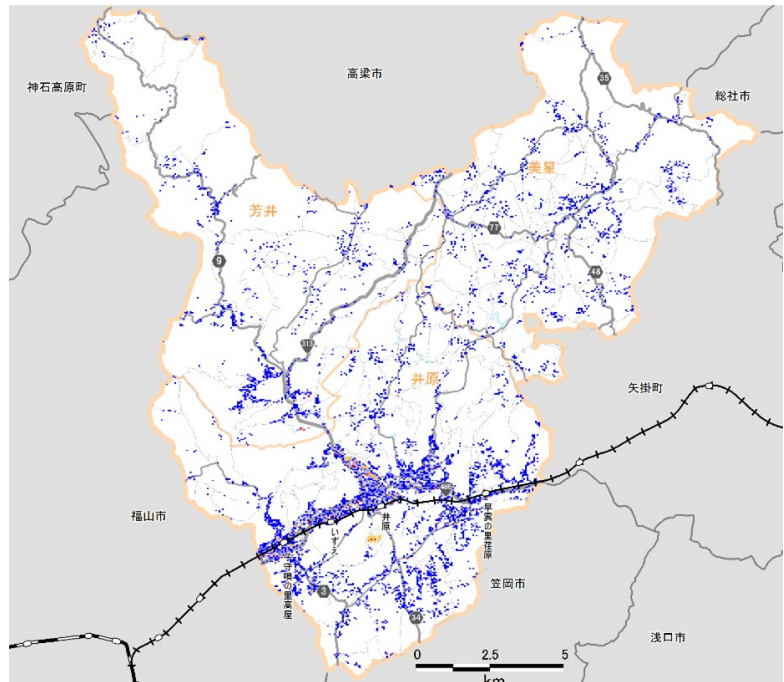 高梁市
神石高原町
35
総社市
美星
芳井
77
9
48
313
井原
矢掛町
486
福山市
井原
いずえ
早雲の里荏原
子守唄の里高屋
3
笠岡市
34
浅口市
0 2.5 5
km